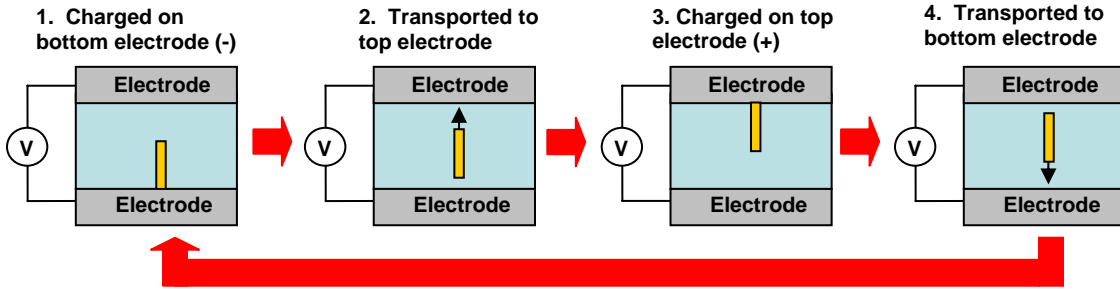 1. Charged on
bottom electrode (-)
Electrode
V
Electrode
2. Transported to
top electrode
Electrode
V
Electrode
3. Charged on top
electrode (+)
Electrode
V
Electrode
4. Transported to
bottom electrode
Electrode
V
Electrode